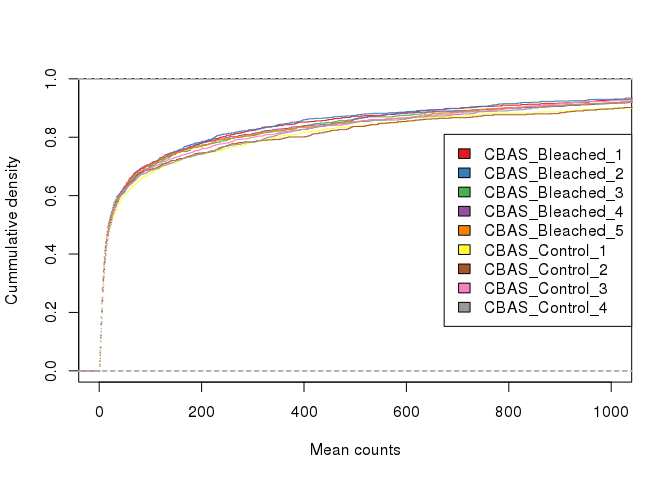 1.0
0.8
0.6
0.4
0.2
0.0
Cummulative density
CBAS_Bleached_1
CBAS_Bleached_2
CBAS_Bleached_3
CBAS_Bleached_4
CBAS_Bleached_5
CBAS_Control_1
CBAS_Control_2
CBAS_Control_3
CBAS_Control_4
0 200 400 600 800 1000
Mean counts